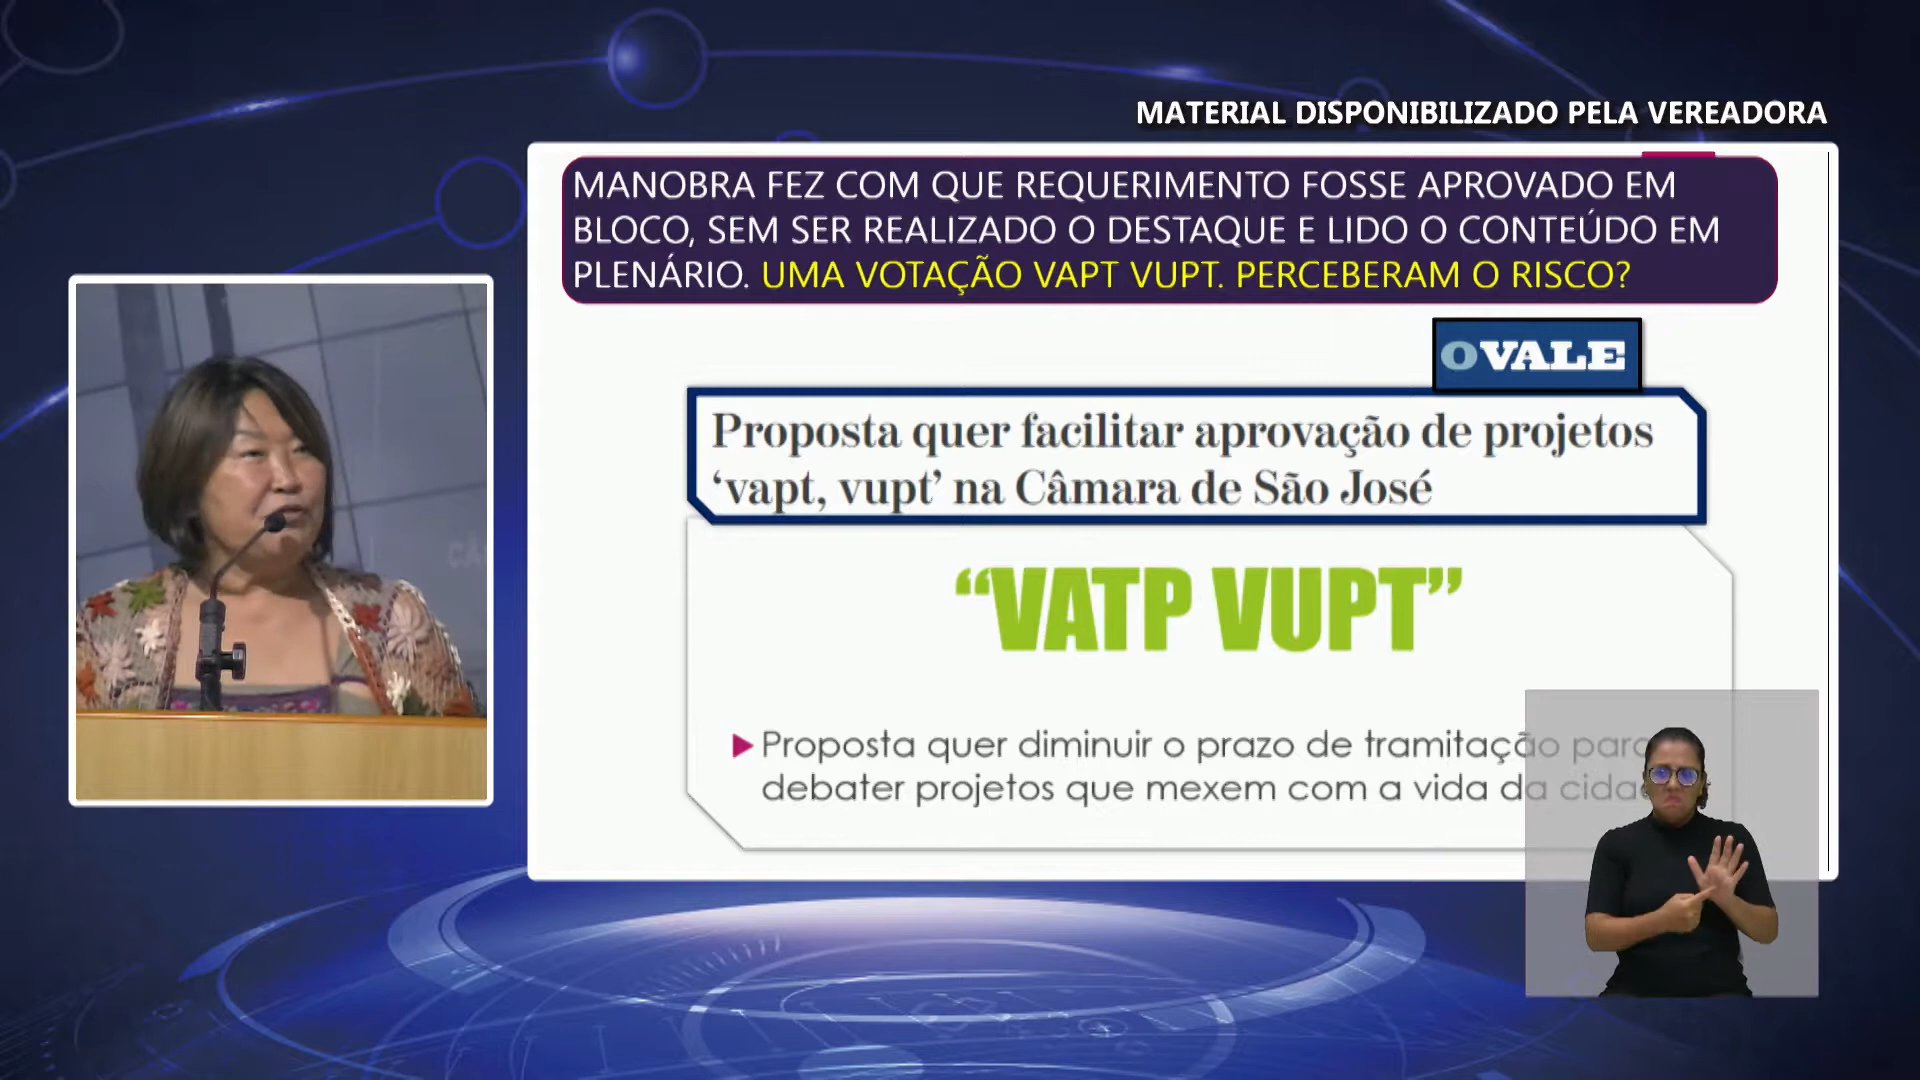 MATERIAL DISPONIBILIZADO PELA VEREADORA
MANOBRA FEZ COM QUE REQUERIMENTO FOSSE APROVADO EM
BLOCO, SEM SER REALIZADO O DESTAQUE E LIDO O CONTEÚDO EM
PLENÁRIO. UMA VOTAÇÃO VAPT VUPT. PERCEBERAM O RISCO?
OVALE
Proposta quer facilitar aprovação de projetos
‘vapt, vupt’ na Câmara de São José
“VATP VUPT”
Proposta quer diminuir o prazo de tramitação para
debater projetos que mexem com a vida da